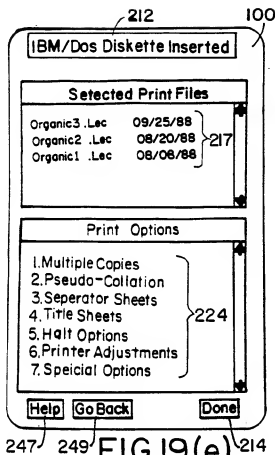 212
100
IBM/Dos Diskette Inserted
Selected Print Files
Organic3 .Lec 09/25/88
Organic2 .Lec 08/20/88 217
Organic1 .Lec 08/08/88
Print Options
1.Multiple Copies
2.Pseudo-Collation
3.Seperator Sheets
4.Title Sheets 224
5.Halt Options
6.Printer Adjustments
7.Speicial Options
Help Go Back Done
247 249 FIG.19(e) 214